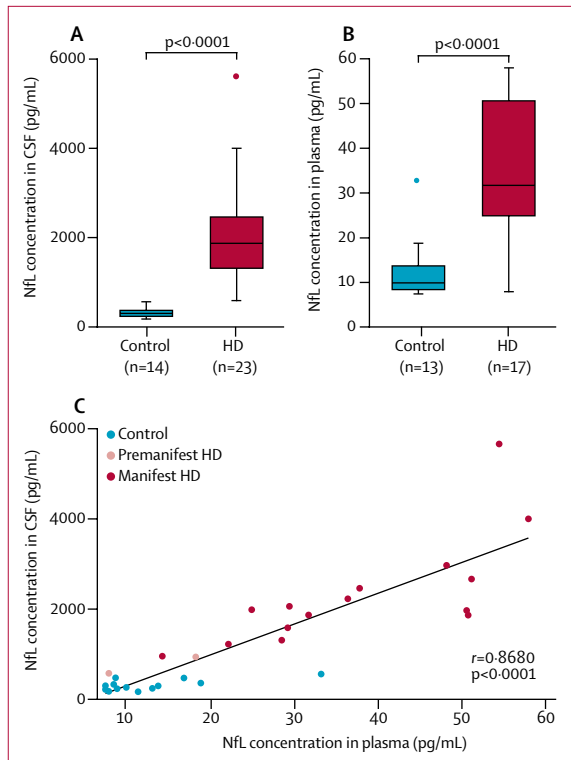 A
p<0·0001
NfL concentration in CSF (pg/mL)
6000
4000
2000
0
Control
(n=14)
HD
(n=23)
B
p<0·0001
NfL concentration in plasma (pg/mL)
60
50
40
30
20
10
0
Control
(n=13)
HD
(n=17)
C
Control
Premanifest HD
Manifest HD
NfL concentration in CSF (pg/mL)
6000
4000
2000
0
r=0·8680
p<0·0001
10 20 30 40 50 60
NfL concentration in plasma (pg/mL)